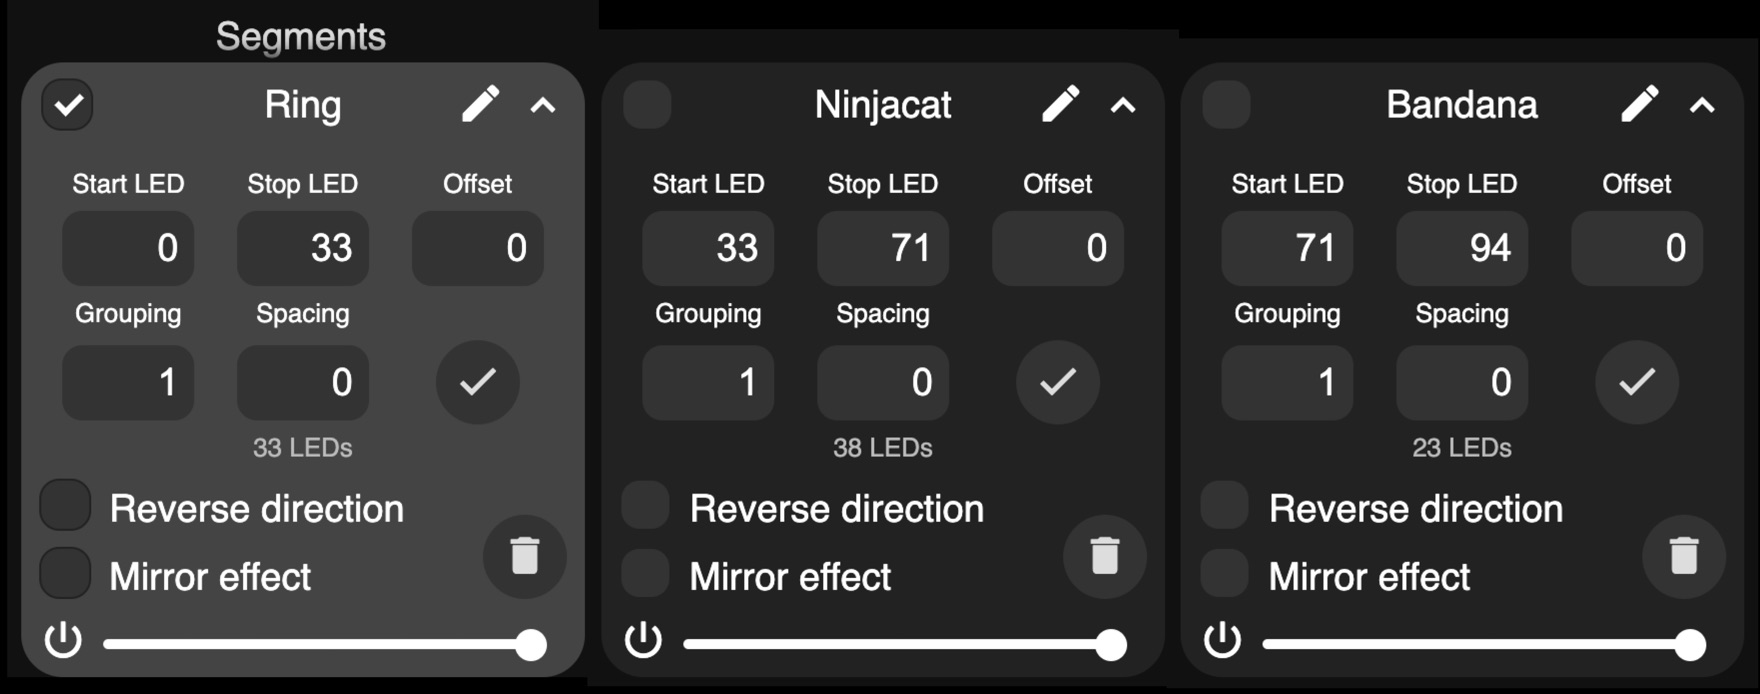 Segments
Ring
Start LED Stop LED Offset
0 33 0
Grouping Spacing
1 0
33 LEDs
Reverse direction
Mirror effect
Ninjacat
Start LED Stop LED Offset
33 71 0
Grouping Spacing
1 0
38 LEDs
Reverse direction
Mirror effect
Bandana
Start LED Stop LED Offset
71 94 0
Grouping Spacing
1 0
23 LEDs
Reverse direction
Mirror effect